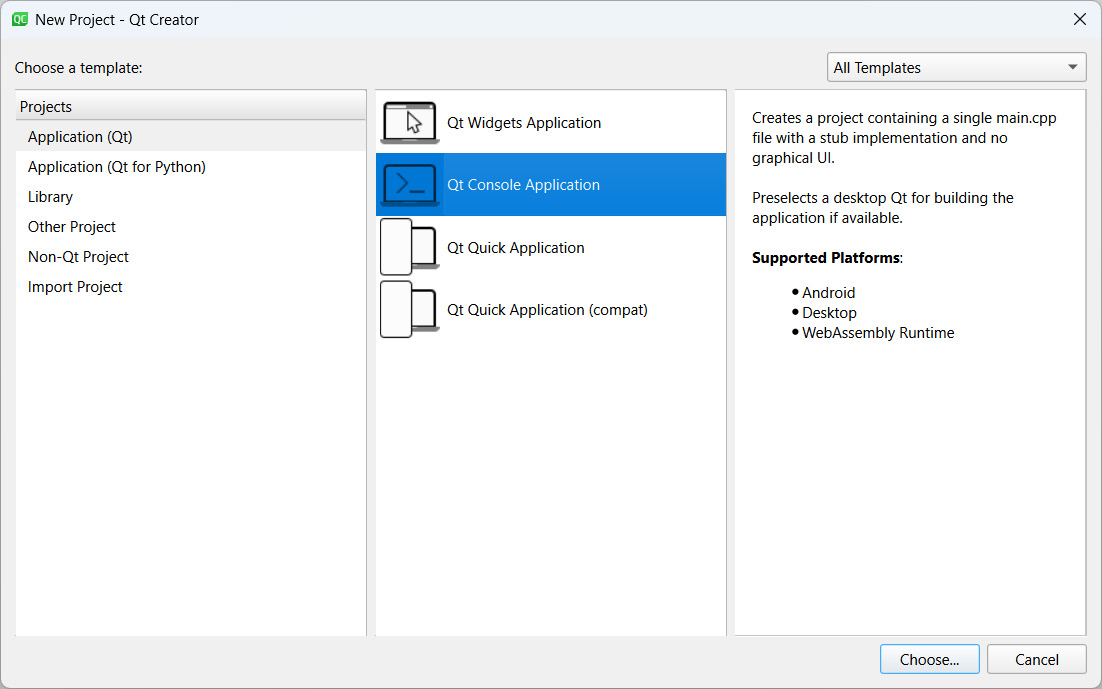 QC New Project - Qt Creator
Choose a template:
All Templates
Projects
Application (Qt)
Application (Qt for Python)
Library
Other Project
Non-Qt Project
Import Project
Qt Widgets Application
Qt Console Application
Qt Quick Application
Qt Quick Application (compat)
Creates a project containing a single main.cpp
file with a stub implementation and no
graphical UI.
Preselects a desktop Qt for building the
application if available.
Supported Platforms:
• Android
• Desktop
• WebAssembly Runtime
Choose...
Cancel